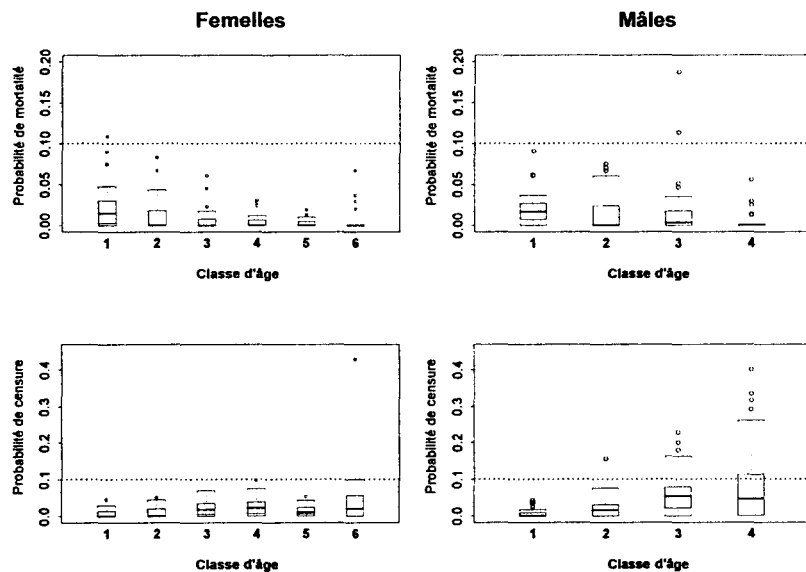 Femelles
Mâles
Probabilité de mortalité
0.20
0.15
0.10
0.05
0.00
1 2 3 4 5 6
Classe d'âge
Probabilité de mortalité
0.20
0.15
0.10
0.05
0.00
1 2 3 4
Classe d'âge
Probabilité de censure
0.4
0.3
0.2
0.1
0.0
1 2 3 4 5 6
Classe d'âge
Probabilité de censure
0.4
0.3
0.2
0.1
0.0
1 2 3 4
Classe d'âge